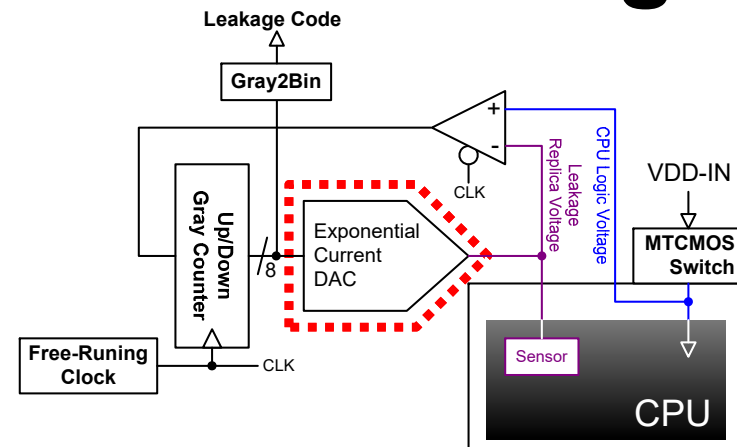 Leakage Code
Gray2Bin
+
-
CLK
Leakage
Replica Voltage
CPU Logic Voltage
VDD-IN
MTCMOS
Switch
Up/Down
Gray Counter
8
Exponential
Current
DAC
Free-Runing
Clock
CLK
Sensor
CPU